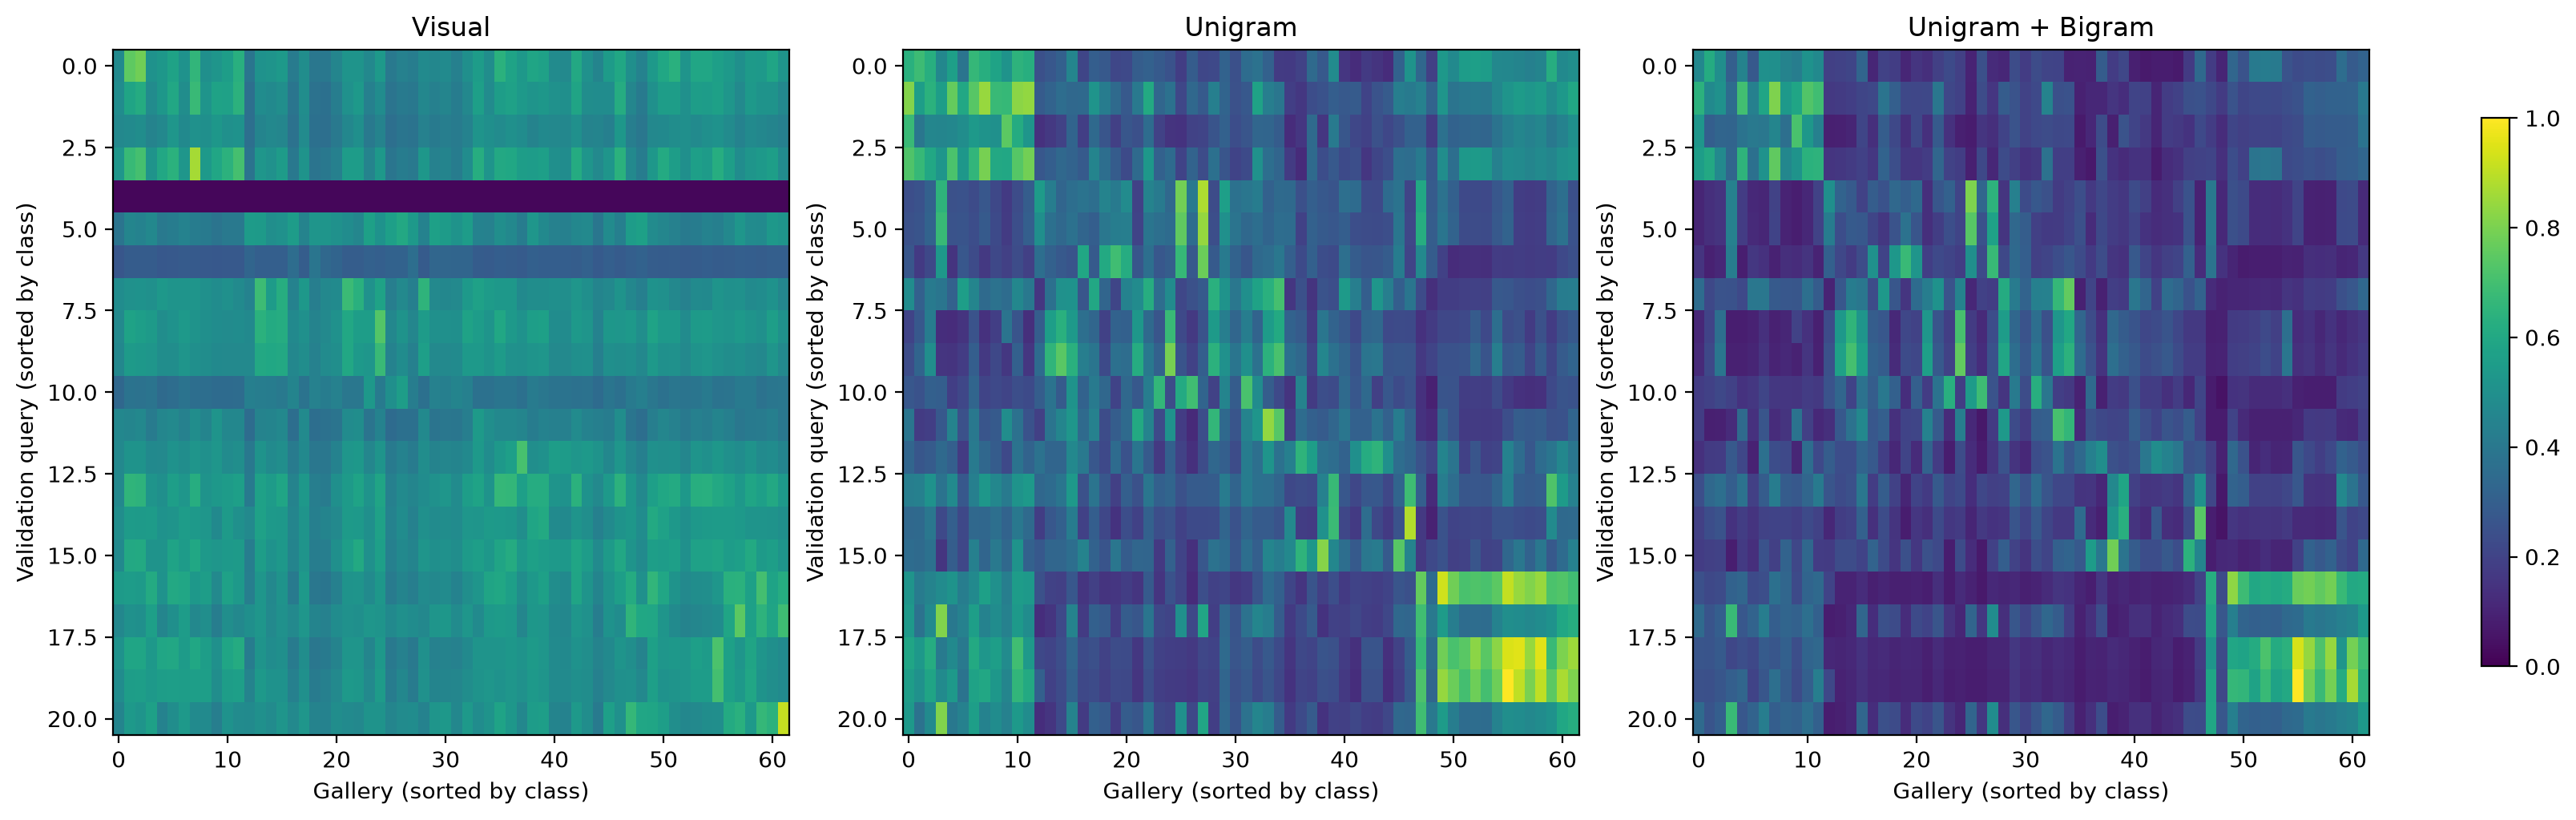 Visual
Unigram
Unigram + Bigram
Validation query (sorted by class)
0.0
2.5
5.0
7.5
10.0
12.5
15.0
17.5
20.0
0 10 20 30 40 50 60
Gallery (sorted by class)
Validation query (sorted by class)
0.0
2.5
5.0
7.5
10.0
12.5
15.0
17.5
20.0
0 10 20 30 40 50 60
Gallery (sorted by class)
Validation query (sorted by class)
0.0
2.5
5.0
7.5
10.0
12.5
15.0
17.5
20.0
0 10 20 30 40 50 60
Gallery (sorted by class)
1.0
0.8
0.6
0.4
0.2
0.0